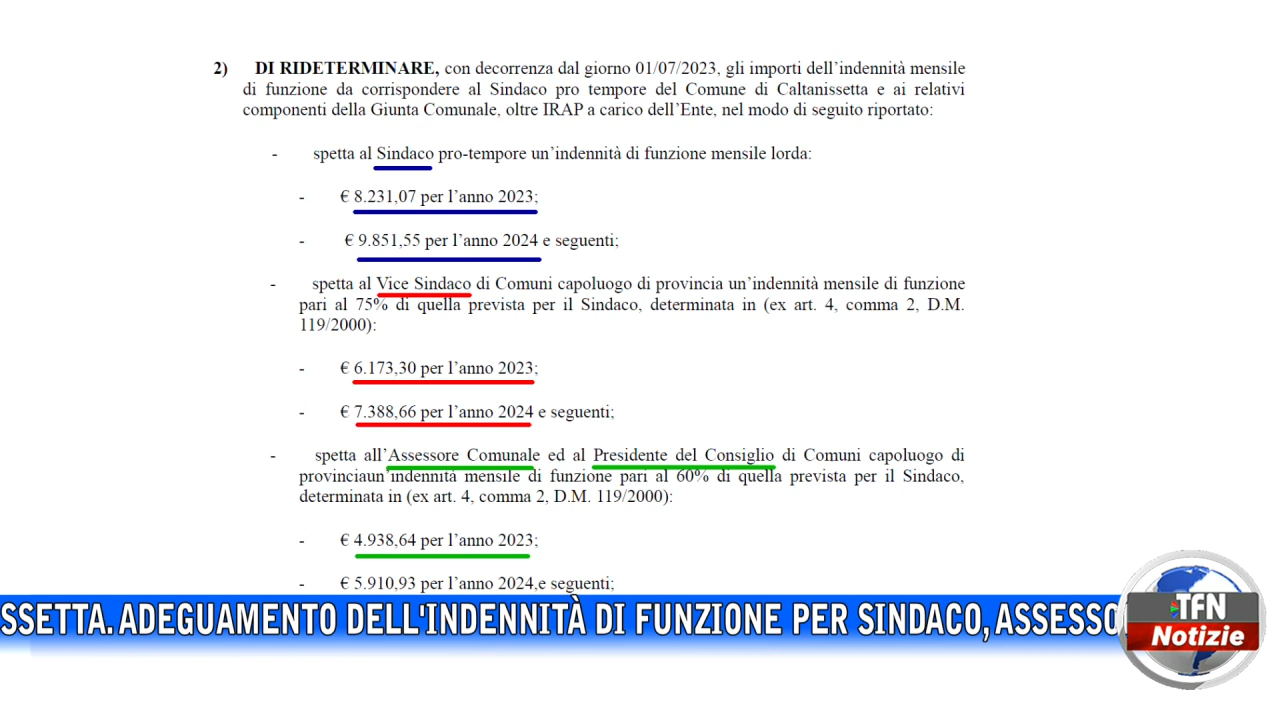 2) DI RIDETERMINARE, con decorrenza dal giorno 01/07/2023, gli importi dell'indennità mensile
di funzione da corrispondere al Sindaco pro tempore del Comune di Caltanissetta e ai relativi
componenti della Giunta Comunale, oltre IRAP a carico dell'Ente, nel modo di seguito riportato:
- spetta al Sindaco pro-tempore un'indennità di funzione mensile lorda:
- € 8.231,07 per l'anno 2023;
- € 9.851,55 per l'anno 2024 e seguenti;
- spetta al Vice Sindaco di Comuni capoluogo di provincia un'indennità mensile di funzione
pari al 75% di quella prevista per il Sindaco, determinata in (ex art. 4, comma 2, D.M.
119/2000):
- € 6.173,30 per l'anno 2023;
- € 7.388,66 per l'anno 2024 e seguenti;
- spetta all'Assessore Comunale ed al Presidente del Consiglio di Comuni capoluogo di
provinciaun'indennità mensile di funzione pari al 60% di quella prevista per il Sindaco,
determinata in (ex art. 4, comma 2, D.M. 119/2000):
- € 4.938,64 per l'anno 2023;
- € 5.910,93 per l'anno 2024,e seguenti;
SSETTA. ADEGUAMENTO DELL'INDENNITÀ DI FUNZIONE PER SINDACO, ASSESSO
TFN
Notizie